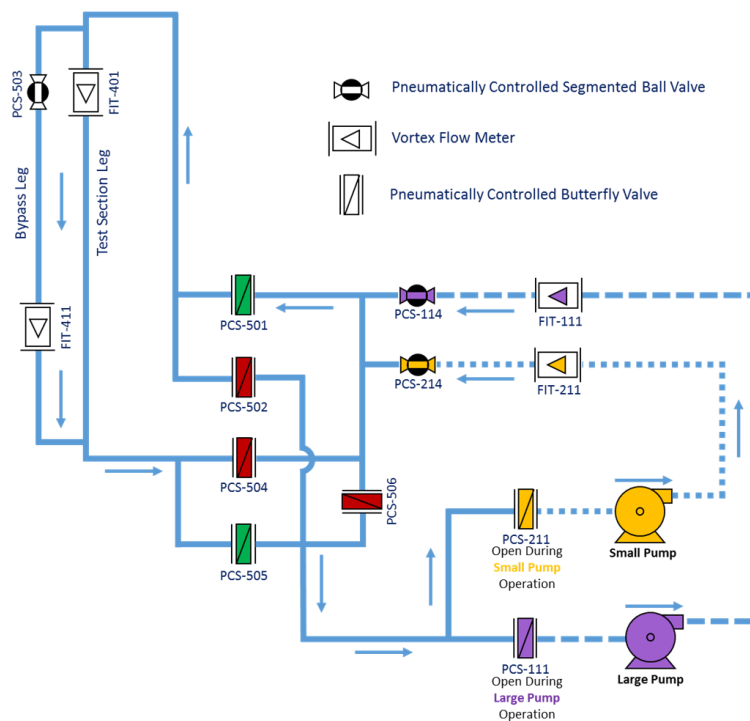 PCS-503
FIT-401
Pneumatically Controlled Segmented Ball Valve
Vortex Flow Meter
Pneumatically Controlled Butterfly Valve
Bypass Leg
Test Section Leg
FIT-411
PCS-501
PCS-114
FIT-111
PCS-502
PCS-214
FIT-211
PCS-504
PCS-506
PCS-505
PCS-211
Open During
Small Pump
Operation
Small Pump
PCS-111
Open During
Large Pump
Operation
Large Pump